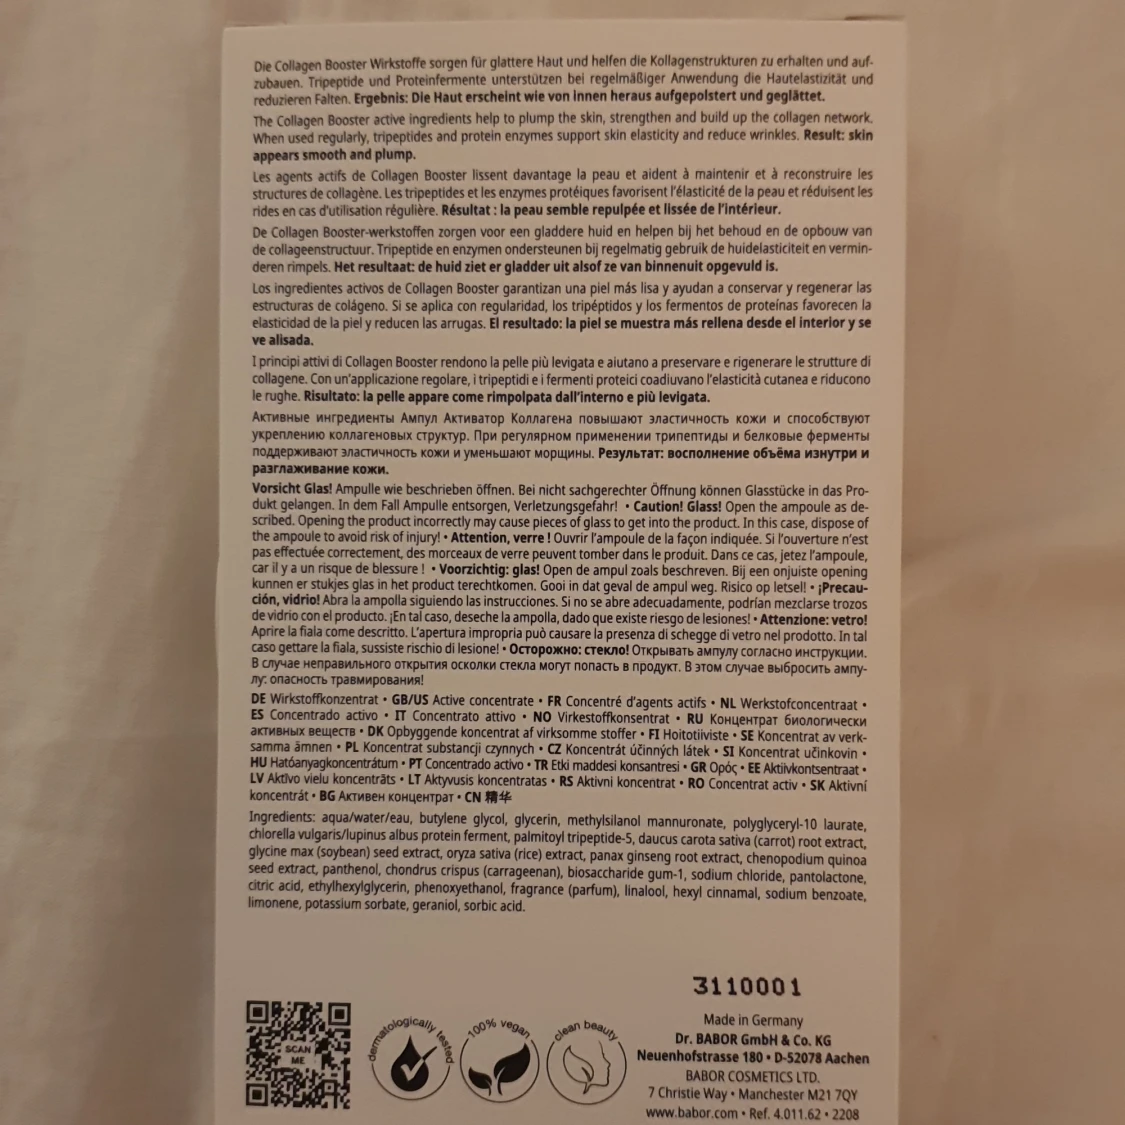 Die Collagen Booster Wirkstoffe sorgen für glattere Haut und helfen die Kollagenstrukturen zu erhalten und auf-
zubauen. Tripeptide und Proteinfermente unterstützen bei regelmäßiger Anwendung die Hautelastizität und
reduzieren Falten. Ergebnis: Die Haut erscheint wie von innen heraus aufgepolstert und geglättet.
The Collagen Booster active ingredients help to plump the skin, strengthen and build up the collagen network.
When used regularly, tripeptides and protein enzymes support skin elasticity and reduce wrinkles. Result: skin
appears smooth and plump.
Les agents actifs de Collagen Booster lissent davantage la peau et aident à maintenir et à reconstruire les
structures de collagène. Les tripeptides et les enzymes protéiques favorisent l'élasticité de la peau et réduisent les
rides en cas d'utilisation régulière. Résultat : la peau semble repulpée et lissée de l'intérieur.
De Collagen Booster-werkstoffen zorgen voor een gladdere huid en helpen bij het behoud en de opbouw van
de collageenstructuur. Tripeptide en enzymen ondersteunen bij regelmatig gebruik de huidelasticiteit en vermin-
deren rimpels. Het resultaat: de huid ziet er gladder uit alsof ze van binnenuit opgevuld is.
Los ingredientes activos de Collagen Booster garantizan una piel más lisa y ayudan a conservar y regenerar las
estructuras de colágeno. Si se aplica con regularidad, los tripéptidos y los fermentos de proteínas favorecen la
elasticidad de la piel y reducen las arrugas. El resultado: la piel se muestra más rellena desde el interior y se
ve alisada.
I principi attivi di Collagen Booster rendono la pelle più levigata e aiutano a preservare e rigenerare le strutture di
collagene. Con un'applicazione regolare, i tripeptidi e i fermenti proteici coadiuvano l'elasticità cutanea e riducono
le rughe. Risultato: la pelle appare come rimpolpata dall'interno e più levigata.
Активные ингредиенты Ампул Активатор Коллагена повышают эластичность кожи и способствуют
укреплению коллагеновых структур. При регулярном применении трипептиды и белковые ферменты
поддерживают эластичность кожи и уменьшают морщины. Результат: восполнение объёма изнутри и
разглаживание кожи.
Vorsicht Glas! Ampulle wie beschrieben öffnen. Bei nicht sachgerechter Öffnung können Glasstücke in das Pro-
dukt gelangen. In dem Fall Ampulle entsorgen, Verletzungsgefahr! • Caution! Glass! Open the ampoule as de-
scribed. Opening the product incorrectly may cause pieces of glass to get into the product. In this case, dispose of
the ampoule to avoid risk of injury! • Attention, verre ! Ouvrir l'ampoule de la façon indiquée. Si l'ouverture n'est
pas effectuée correctement, des morceaux de verre peuvent tomber dans le produit. Dans ce cas, jetez l'ampoule,
car il y a un risque de blessure ! • Voorzichtig: glas! Open de ampul zoals beschreven. Bij een onjuiste opening
kunnen er stukjes glas in het product terechtkomen. Gooi in dat geval de ampul weg. Risico op letsel! • ¡Precau-
ción, vidrio! Abra la ampolla siguiendo las instrucciones. Si no se abre adecuadamente, podrían mezclarse trozos
de vidrio con el producto. ¡En tal caso, deseche la ampolla, dado que existe riesgo de lesiones! • Attenzione: vetro!
Aprire la fiala come descritto. L'apertura impropria può causare la presenza di schegge di vetro nel prodotto. In tal
caso gettare la fiala, sussiste rischio di lesione! • Осторожно: стекло! Открывать ампулу согласно инструкции.
В случае неправильного открытия осколки стекла могут попасть в продукт. В этом случае выбросить ампу-
лу: опасность травмирования!
DE Wirkstoffkonzentrat • GB/US Active concentrate • FR Concentré d'agents actifs • NL Werkstofconcentraat •
ES Concentrado activo • IT Concentrato attivo • NO Virkestoffkonsentrat • RU Концентрат биологически
активных веществ • DK Opbyggende koncentrat af virksomme stoffer • FI Hoitotiiviste • SE Koncentrat av verk-
samma ämnen • PL Koncentrat substancji czynnych • CZ Koncentrát účinných látek • SI Koncentrat učinkovin •
HU Hatóanyagkoncentrátum • PT Concentrado activo • TR Etki maddesi konsantresi • GR Ορός • EE Aktiivkontsentraat •
LV Aktīvo vielu koncentrāts • LT Aktyvusis koncentratas • RS Aktivni koncentrat • RO Concentrat activ • SK Aktivní
koncentrát • BG Активен концентрат • CN 精华
Ingredients: aqua/water/eau, butylene glycol, glycerin, methylsilanol mannuronate, polyglyceryl-10 laurate,
chlorella vulgaris/lupinus albus protein ferment, palmitoyl tripeptide-5, daucus carota sativa (carrot) root extract,
glycine max (soybean) seed extract, oryza sativa (rice) extract, panax ginseng root extract, chenopodium quinoa
seed extract, panthenol, chondrus crispus (carrageenan), biosaccharide gum-1, sodium chloride, pantolactone,
citric acid, ethylhexylglycerin, phenoxyethanol, fragrance (parfum), linalool, hexyl cinnamal, sodium benzoate,
limonene, potassium sorbate, geraniol, sorbic acid.
3110001
SCAN
ME
dermatologically tested
100% vegan
clean beauty
Made in Germany
Dr. BABOR GmbH & Co. KG
Neuenhofstrasse 180 • D-52078 Aachen
BABOR COSMETICS LTD.
7 Christie Way • Manchester M21 7QY
www.babor.com • Ref. 4.011.62 • 2208